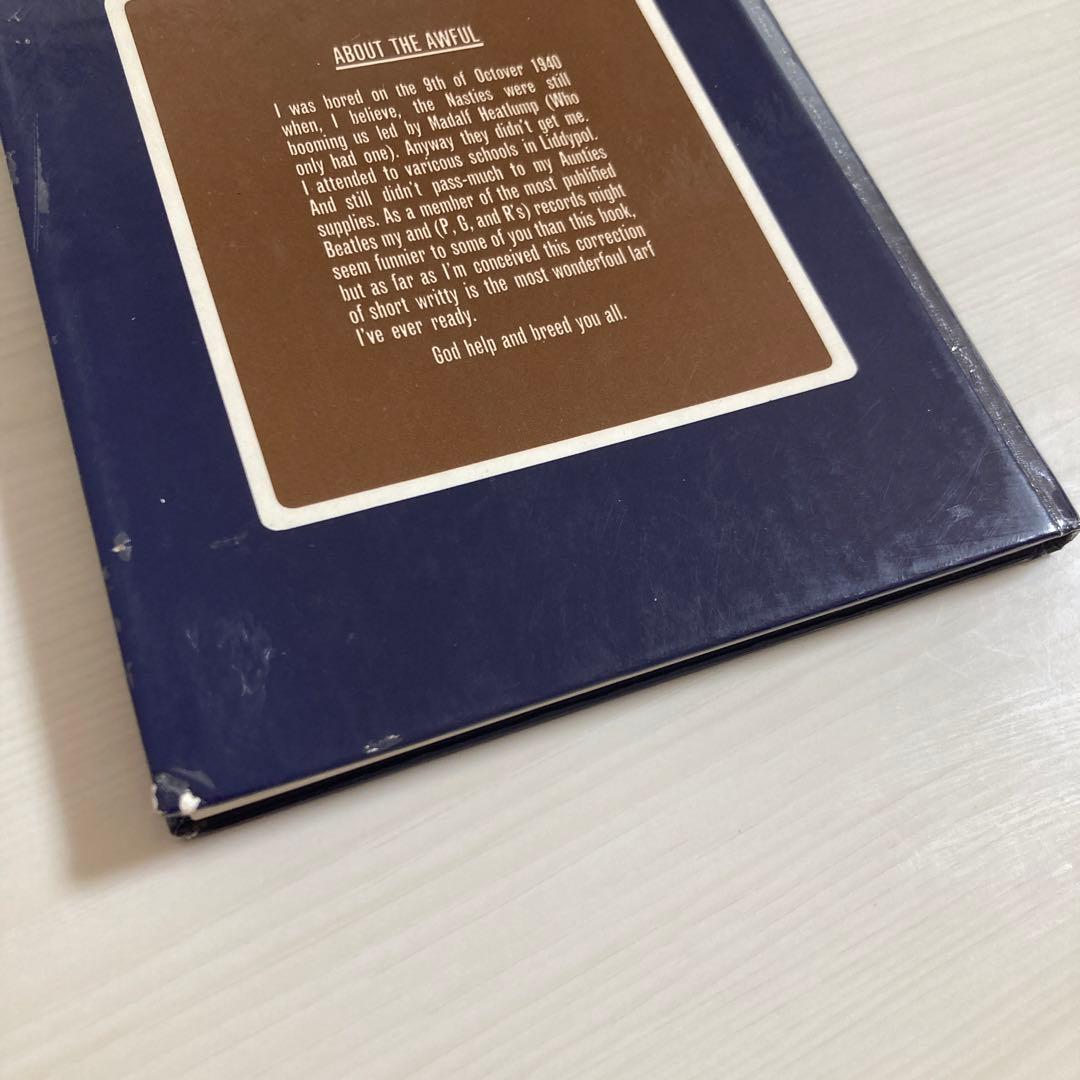 ABOUT THE AWFUL
I was bored on the 9th of Octover 1940
when, I believe, the Nasties were still
booming us led by Madalf Heatlump (Who
only had one). Anyway they didn't get me.
I attended to varicous schools in Liddypol.
And still didn't pass-much to my Aunties
supplies. As a member of the most publified
Beatles my and (P, G, and R's) records might
seem funnier to some of you than this book,
but as far as I'm conceived this correction
of short writty is the most wonderfoul larf
I've ever ready.
God help and breed you all.